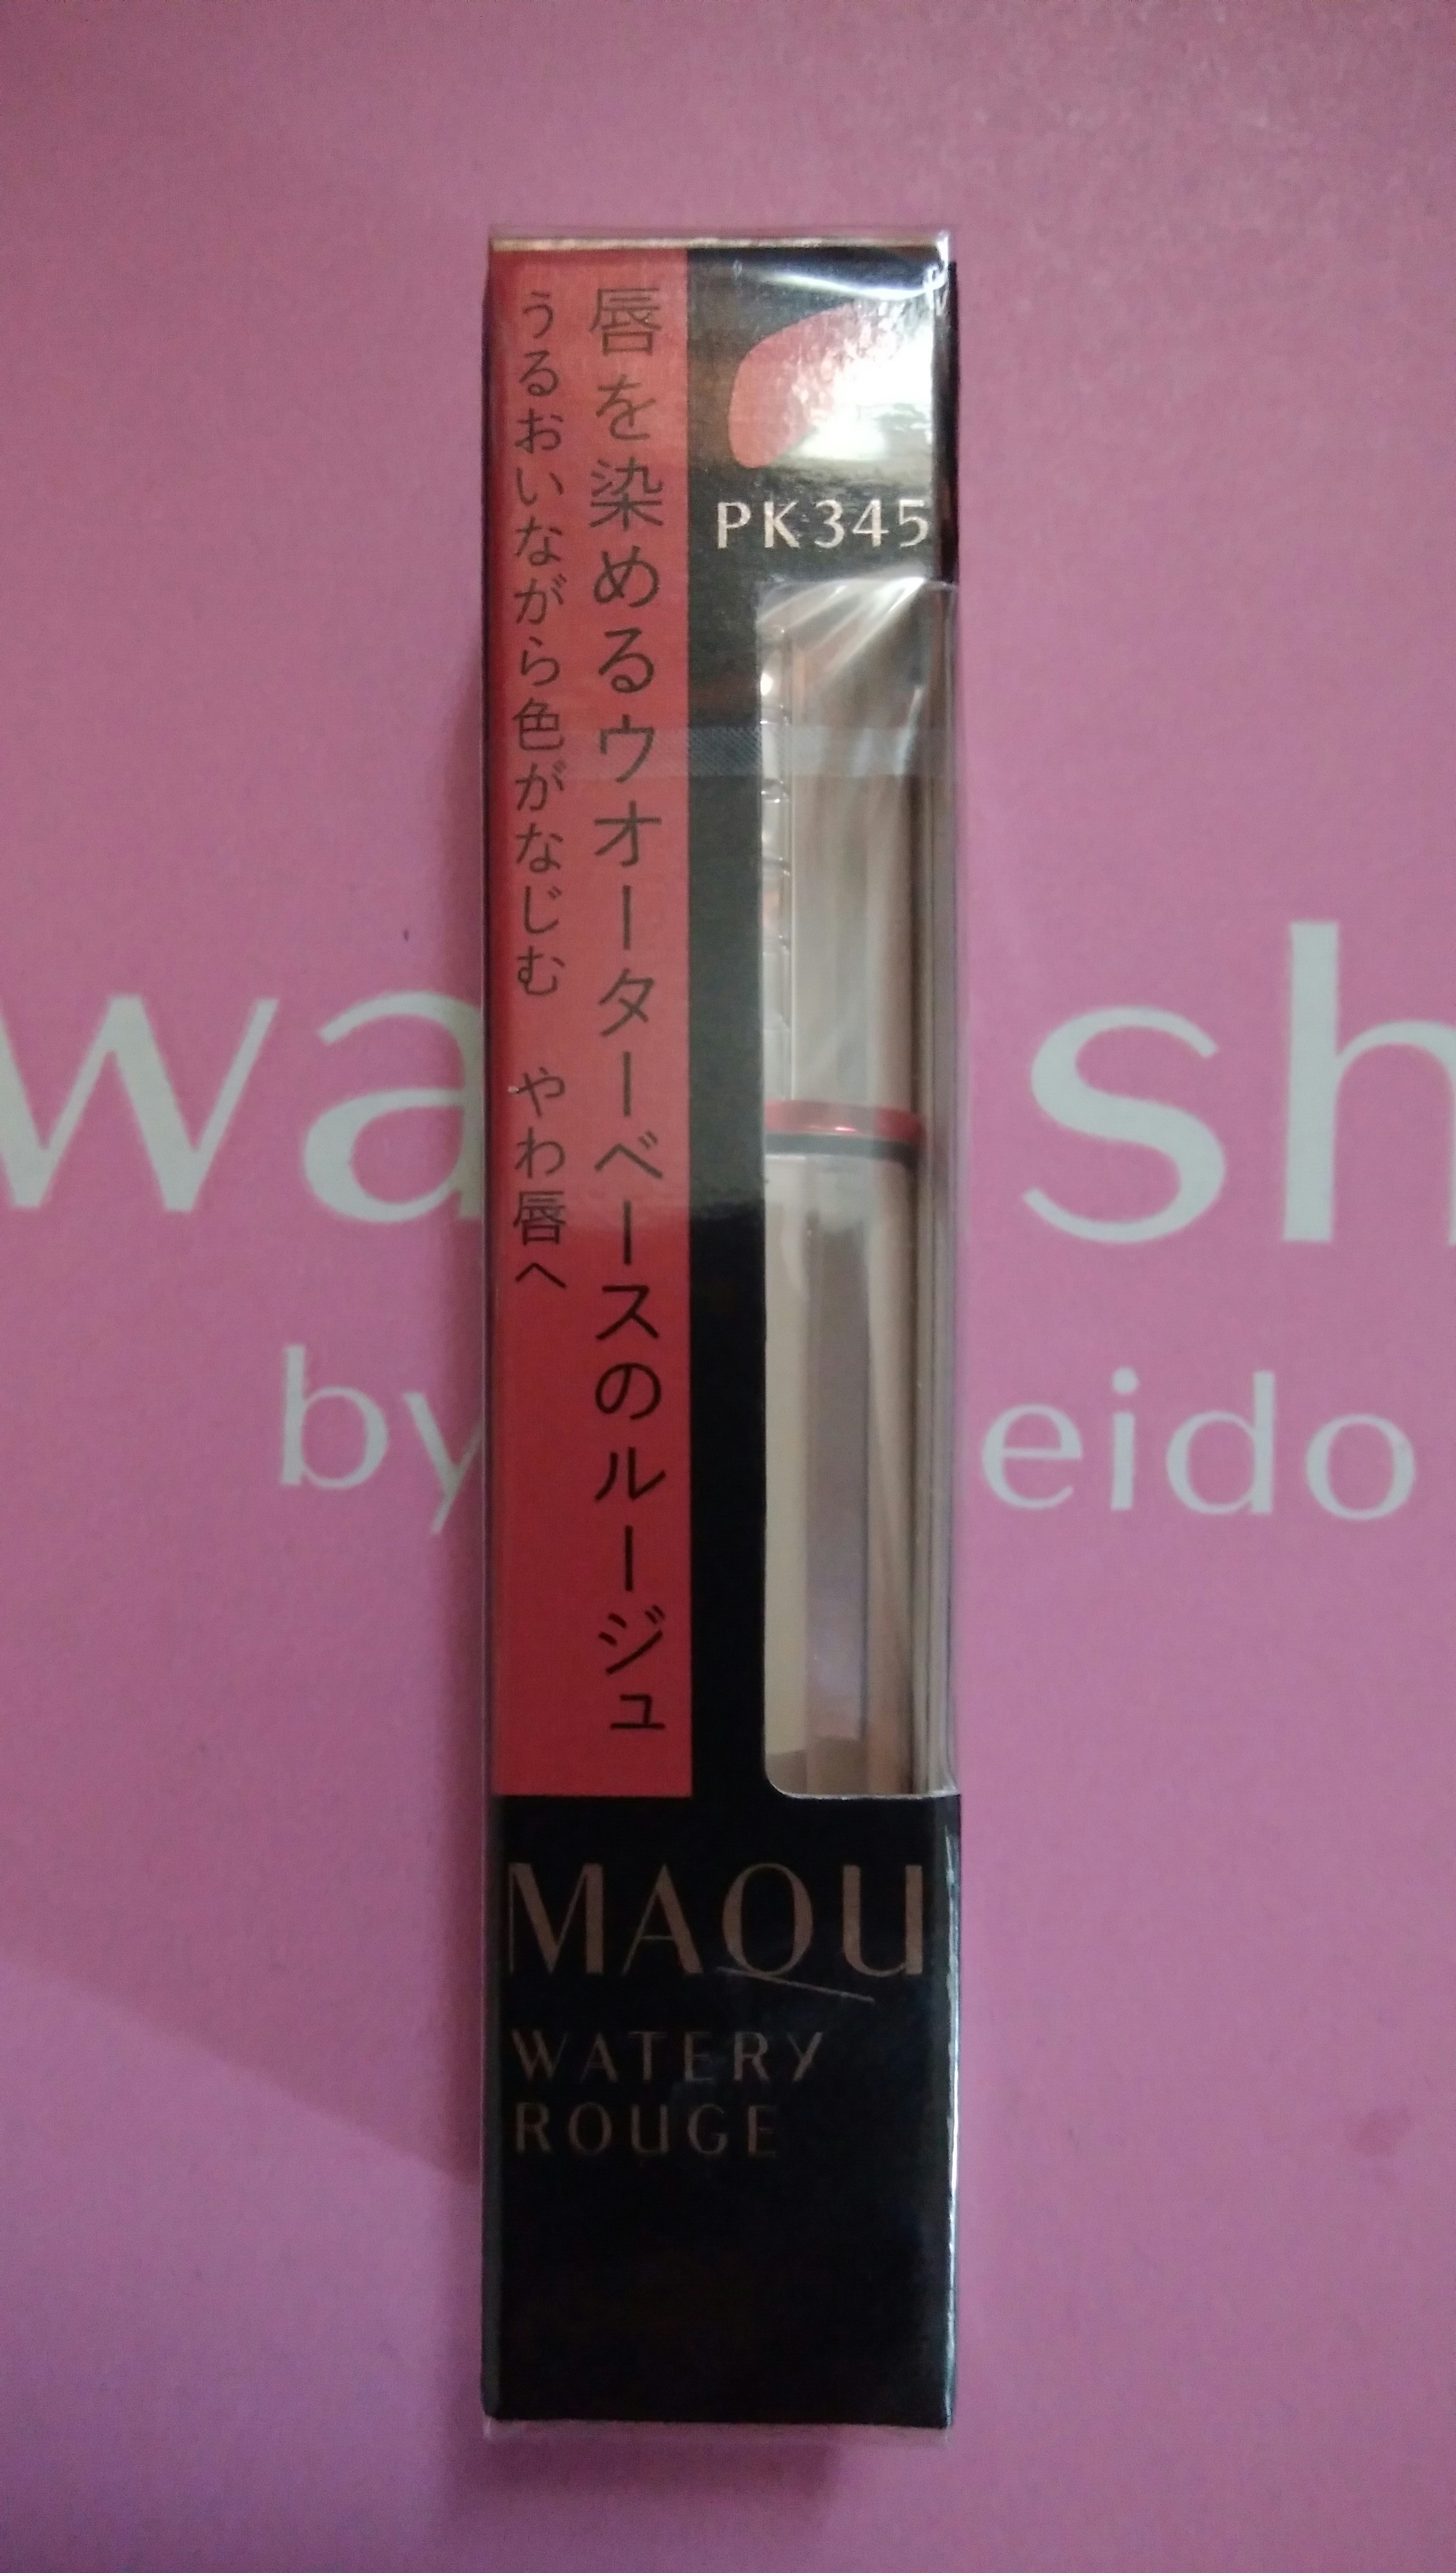 唇を染めるウオーターベースのルージュ
うるおいながら色がなじむ やわ唇へ
PK345
wa sh
by eido
MAQU
WATERY
ROUGE